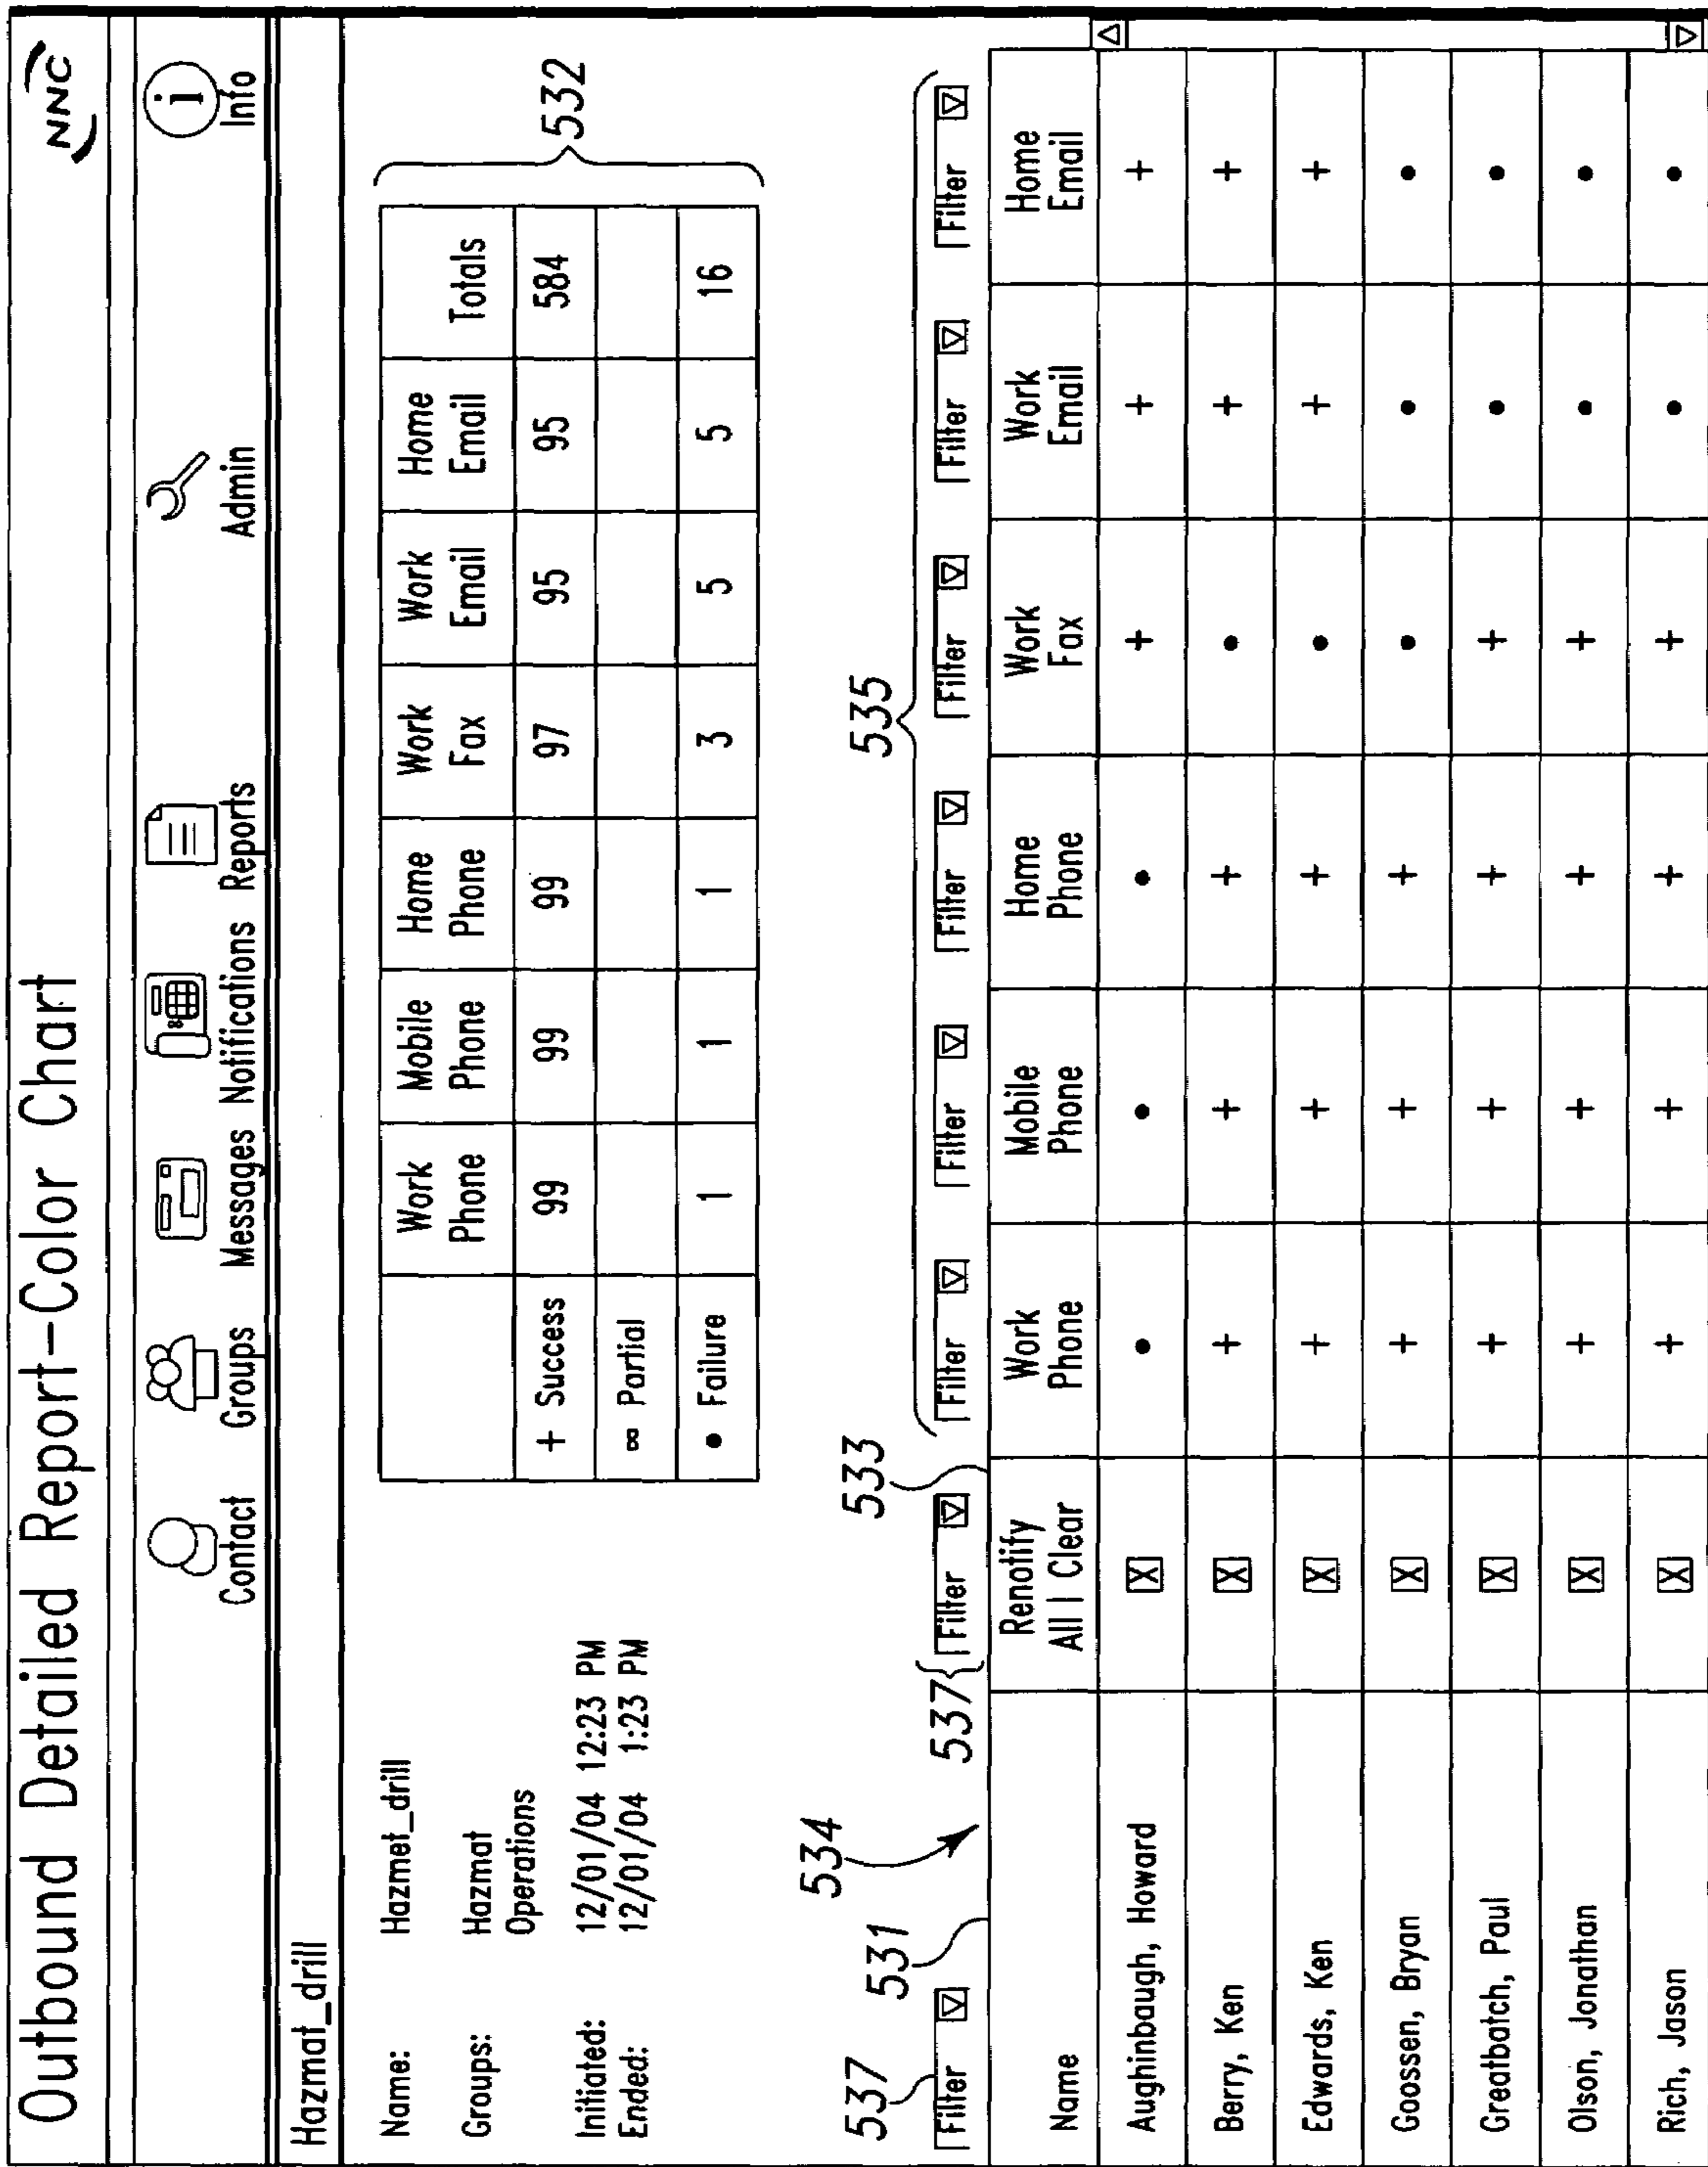 Outbound Detailed Report-Color Chart
NNC
Contact Groups Messages Notifications Reports Admin Info
Hazmat_drill
Name: Hazmet_drill
Groups: Hazmat
Operations
Initiated: 12/01/04 12:23 PM
Ended: 12/01/04 1:23 PM
Work Phone Mobile Phone Home Phone Work Fax Work Email Home Email Totals
+ Success 99 99 99 97 95 95 584
∞ Partial
• Failure 1 1 1 3 5 5 16
532
534
533
535
537
531
537
Filter Filter Filter Filter Filter Filter Filter Filter
Name Renotify All | Clear Work Phone Mobile Phone Home Phone Work Fax Work Email Home Email
Aughinbaugh, Howard X • • • + + +
Berry, Ken X + + + • + +
Edwards, Ken X + + + • + +
Goossen, Bryan X + + + • • •
Greatbatch, Paul X + + + + • •
Olson, Jonathan X + + + + • •
Rich, Jason X + + + + • •